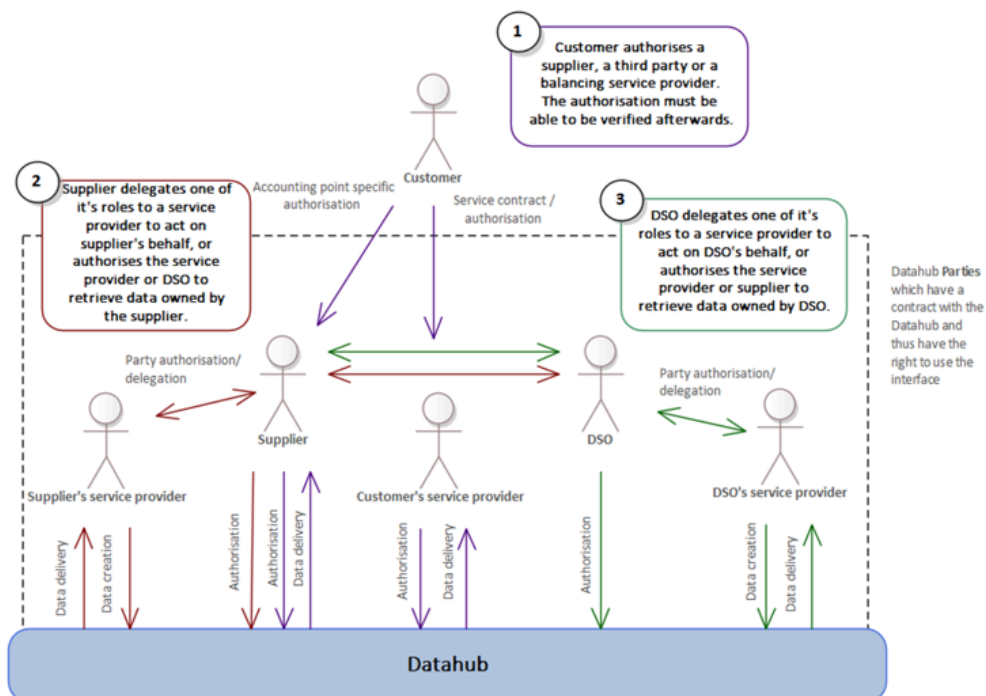 1
Customer authorises a
supplier, a third party or a
balancing service provider.
The authorisation must be
able to be verified afterwards.
Customer
2
Supplier delegates one of
it's roles to a service
provider to act on
supplier's behalf, or
authorises the service
provider or DSO to
retrieve data owned by
the supplier.
Accounting point specific
authorisation
Service contract /
authorisation
3
DSO delegates one of it's
roles to a service provider to
act on DSO's behalf, or
authorises the service
provider or supplier to
retrieve data owned by DSO.
Datahub Parties
which have a
contract with the
Datahub and
thus have the
right to use the
interface
Party authorisation/
delegation
Party authorisation/
delegation
Supplier
DSO
Supplier's service provider
Customer's service provider
DSO's service provider
Data delivery
Data creation
Authorisation
Authorisation
Data delivery
Authorisation
Data delivery
Authorisation
Data creation
Data delivery
Datahub